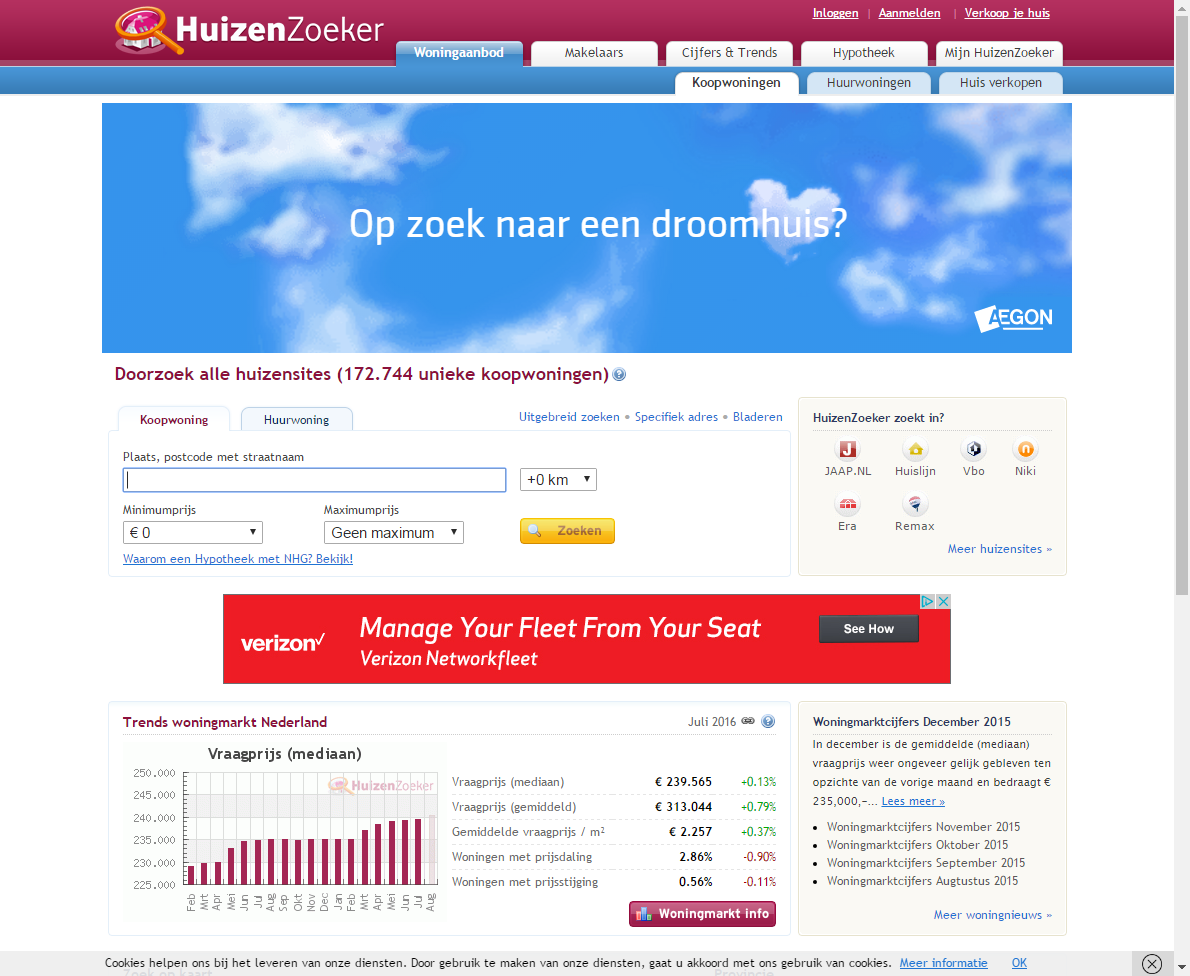 Inloggen | Aanmelden | Verkoop je huis
HuizenZoeker
Woningaanbod Makelaars Cijfers & Trends Hypotheek Mijn HuizenZoeker
Koopwoningen Huurwoningen Huis verkopen
Op zoek naar een droomhuis?
AEGON
Doorzoek alle huizensites (172.744 unieke koopwoningen) ?
Koopwoning Huurwoning
Uitgebreid zoeken • Specifiek adres • Bladeren
Plaats, postcode met straatnaam
+0 km
Minimumprijs Maximumprijs
€ 0 Geen maximum Zoeken
Waarom een Hypotheek met NHG? Bekijk!
HuizenZoeker zoekt in?
JAAP.NL Huislijn Vbo Niki
Era Remax
Meer huizensites »
verizon✓
Manage Your Fleet From Your Seat
Verizon Networkfleet
See How
Trends woningmarkt Nederland Juli 2016 ?
Vraagprijs (mediaan)
HuizenZoeker
250.000
245.000
240.000
235.000
230.000
225.000
Feb Mrt Apr Mei Jun Jul Aug Sep Okt Nov Dec Jan Feb Mrt Apr Mei Jun Jul Aug
Vraagprijs (mediaan) € 239.565 +0.13%
Vraagprijs (gemiddeld) € 313.044 +0.79%
Gemiddelde vraagprijs / m² € 2.257 +0.37%
Woningen met prijsdaling 2.86% -0.90%
Woningen met prijsstijging 0.56% -0.11%
Woningmarkt info
Woningmarktcijfers December 2015
In december is de gemiddelde (mediaan)
vraagprijs weer ongeveer gelijk gebleven ten
opzichte van de vorige maand en bedraagt €
235,000,-... Lees meer »
• Woningmarktcijfers November 2015
• Woningmarktcijfers Oktober 2015
• Woningmarktcijfers September 2015
• Woningmarktcijfers Augtustus 2015
Meer woningnieuws »
Cookies helpen ons bij het leveren van onze diensten. Door gebruik te maken van onze diensten, gaat u akkoord met ons gebruik van cookies. Meer informatie OK
Zoek op kaart Provincie